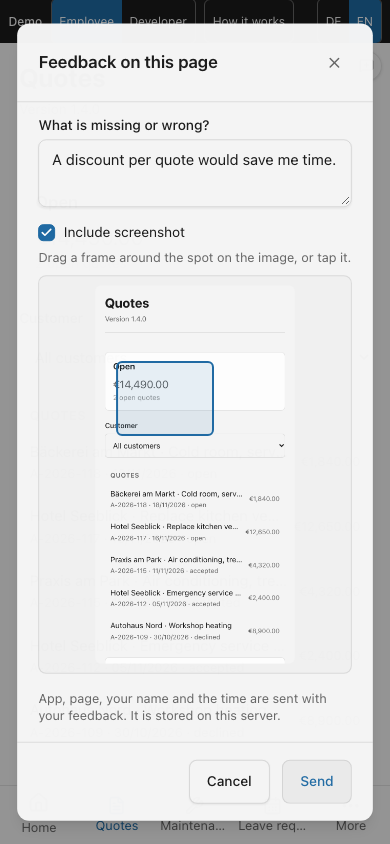 Demo Employee Developer How it works DE EN
Feedback on this page
What is missing or wrong?
A discount per quote would save me time.
Include screenshot
Drag a frame around the spot on the image, or tap it.
Quotes
Version 1.4.0
Open
€14,490.00
2 open quotes
Customer
All customers
QUOTES
Bäckerei am Markt · Cold room, serv...
€1,840.00
A-2026-118 · 18/11/2026 · open
Hotel Seeblick · Replace kitchen ve...
€12,650.00
A-2026-117 · 16/11/2026 · open
Praxis am Park · Air conditioning, tre...
€4,320.00
A-2026-115 · 11/11/2026 · accepted
Hotel Seeblick · Emergency service ...
€2,400.00
A-2026-112 · 05/11/2026 · accepted
Autohaus Nord · Workshop heating
€8,900.00
A-2026-109 · 30/10/2026 · declined
App, page, your name and the time are sent with
your feedback. It is stored on this server.
Cancel Send
Home Quotes Maintena... Leave req... More